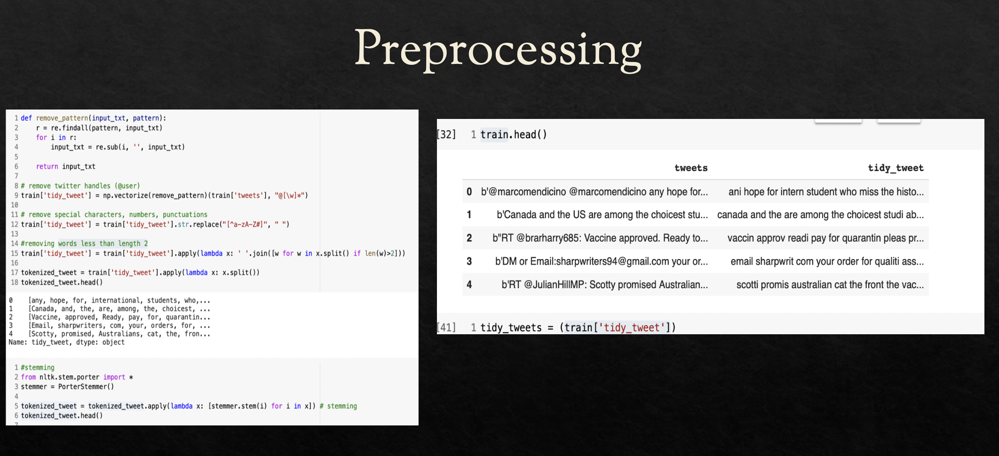 Preprocessing
1 def remove_pattern(input_txt, pattern):
2     r = re.findall(pattern, input_txt)
3     for i in r:
4         input_txt = re.sub(i, '', input_txt)
5
6     return input_txt
7
8 # remove twitter handles (@user)
9 train['tidy_tweet'] = np.vectorize(remove_pattern)(train['tweets'], "@[\w]*")
10
11 # remove special characters, numbers, punctuations
12 train['tidy_tweet'] = train['tidy_tweet'].str.replace("[^a-zA-Z#]", " ")
13
14 #removing words less than length 2
15 train['tidy_tweet'] = train['tidy_tweet'].apply(lambda x: ' '.join([w for w in x.split() if len(w)>2]))
16
17 tokenized_tweet = train['tidy_tweet'].apply(lambda x: x.split())
18 tokenized_tweet.head()
0    [any, hope, for, international, students, who,...
1    [Canada, and, the, are, among, the, choicest, ...
2    [Vaccine, approved, Ready, pay, for, quarantin...
3    [Email, sharpwriters, com, your, orders, for, ...
4    [Scotty, promised, Australians, cat, the, fron...
Name: tidy_tweet, dtype: object
1 #stemming
2 from nltk.stem.porter import *
3 stemmer = PorterStemmer()
4
5 tokenized_tweet = tokenized_tweet.apply(lambda x: [stemmer.stem(i) for i in x]) # stemming
6 tokenized_tweet.head()
7
[32] 1 train.head()
tweets tidy_tweet
0 b'@marcomendicino @marcomendicino any hope for... ani hope for intern student who miss the histo...
1 b'Canada and the US are among the choicest stu... canada and the are among the choicest studi ab...
2 b"RT @brarharry685: Vaccine approved. Ready to... vaccin approv readi pay for quarantin pleas pr...
3 b'DM or Email:sharpwriters94@gmail.com your or... email sharpwrit com your order for qualiti ass...
4 b'RT @JulianHillMP: Scotty promised Australian... scotti promis australian cat the front the vac...
[41] 1 tidy_tweets = (train['tidy_tweet'])